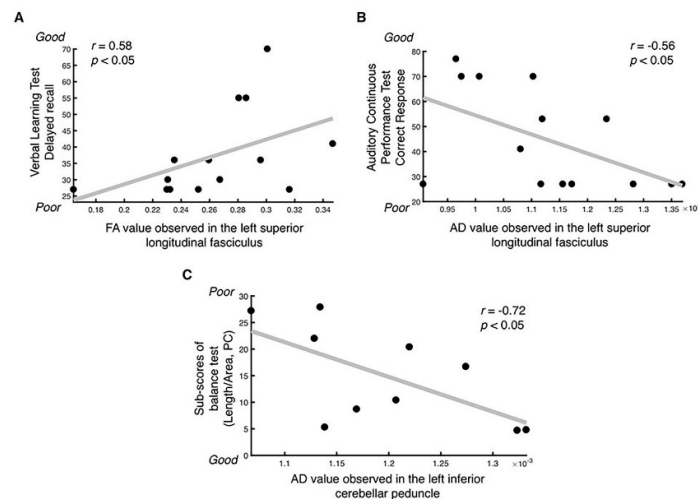 A
Good
r = 0.58
p < 0.05
70
65
60
55
50
45
40
35
30
25
Poor
Verbal Learning Test
Delayed recall
0.18 0.2 0.22 0.24 0.26 0.28 0.3 0.32 0.34
FA value observed in the left superior
longitudinal fasciculus
B
Good
r = -0.56
p < 0.05
80
70
60
50
40
30
20
Poor
Auditory Continuous
Performance Test
Correct Response
0.95 1 1.05 1.1 1.15 1.2 1.25 1.3 1.35 ×10
AD value observed in the left superior
longitudinal fasciculus
C
Poor
r = -0.72
p < 0.05
30
25
20
15
10
5
0
Good
Sub-scores of
balance test
(Length/Area, PC)
1.1 1.15 1.2 1.25 1.3 ×10⁻³
AD value observed in the left inferior
cerebellar peduncle